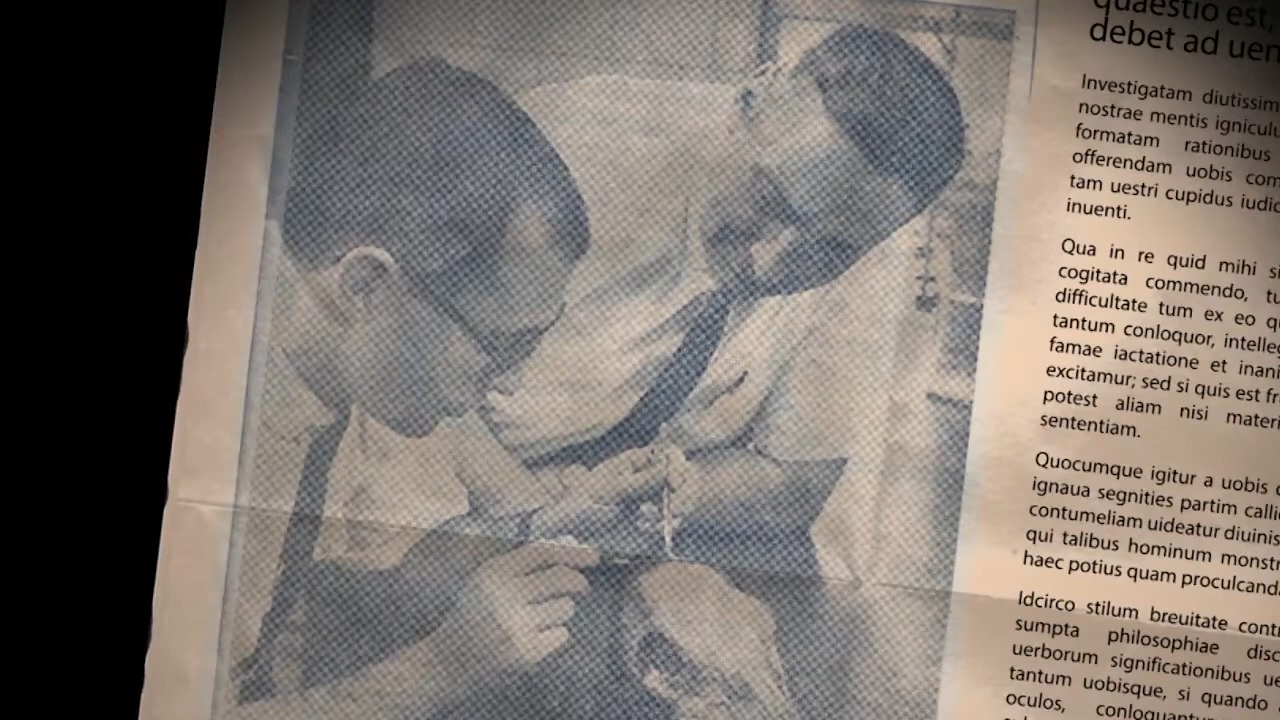 quaestio est,
debet ad
Investigatam diutissim
nostrae mentis ignicul
formatam rationibus
offerendam uobis com
tam uestri cupidus iudic
inuenti.
Qua in re quid mihi si
cogitata commendo, tu
difficultate tum ex eo q
tantum conloquor, intelle
famae iactatione et inani
excitamur; sed si quis est fr
potest aliam nisi materi
sententiam.
Quocumque igitur a uobis
ignaua segnities partim calli
contumeliam uideatur diuinis
qui talibus hominum monstr
haec potius quam proculcand
Idcirco stilum breuitate contr
sumpta philosophiae disc
uerborum significationibus ue
tantum uobisque, si quando
oculos, conloquantur